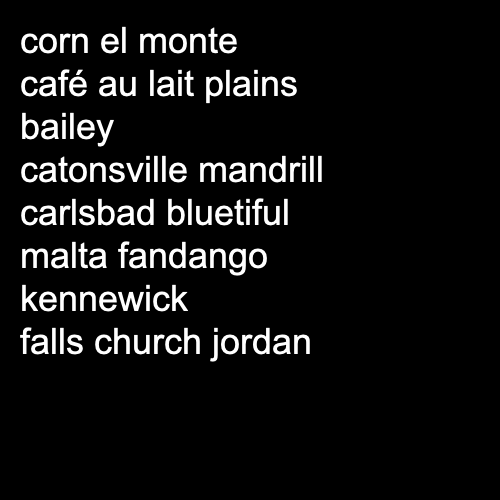 corn el monte
café au lait plains
bailey
catonsville mandrill
carlsbad bluetiful
malta fandango
kennewick
falls church jordan